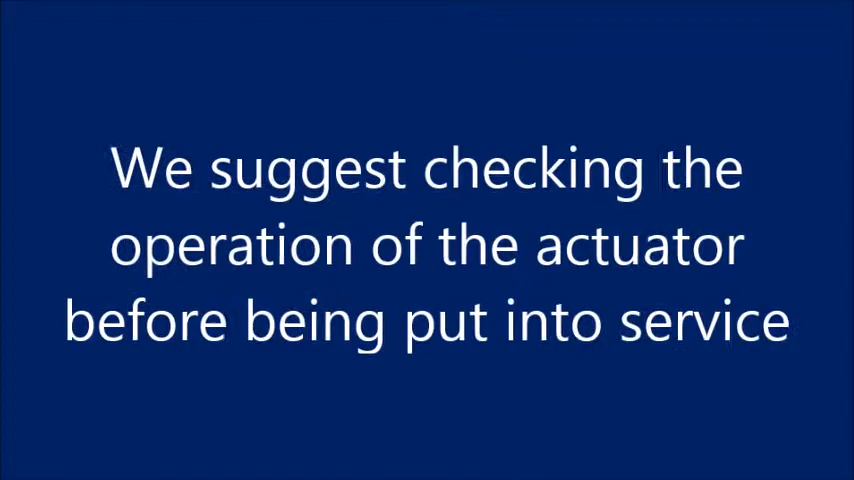 We suggest checking the
operation of the actuator
before being put into service